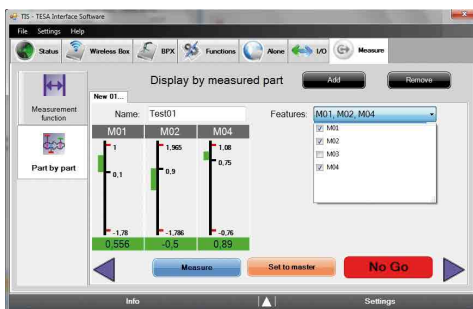 TIS - TESA Interface Software
File Settings Help
Status Wireless Box BPX Functions None I/O Measure
Display by measured part Add Remove
Measurement function
New 01...
Name: Test01 Features: M01, M02, M04
M01 M02 M04
M01
M02
M03
M04
Part by part
1 1,965 1,08
0,75
0,1 0,9
-1,78 -1,786 -0,76
0,556 -0,5 0,89
Measure Set to master No Go
Info Settings